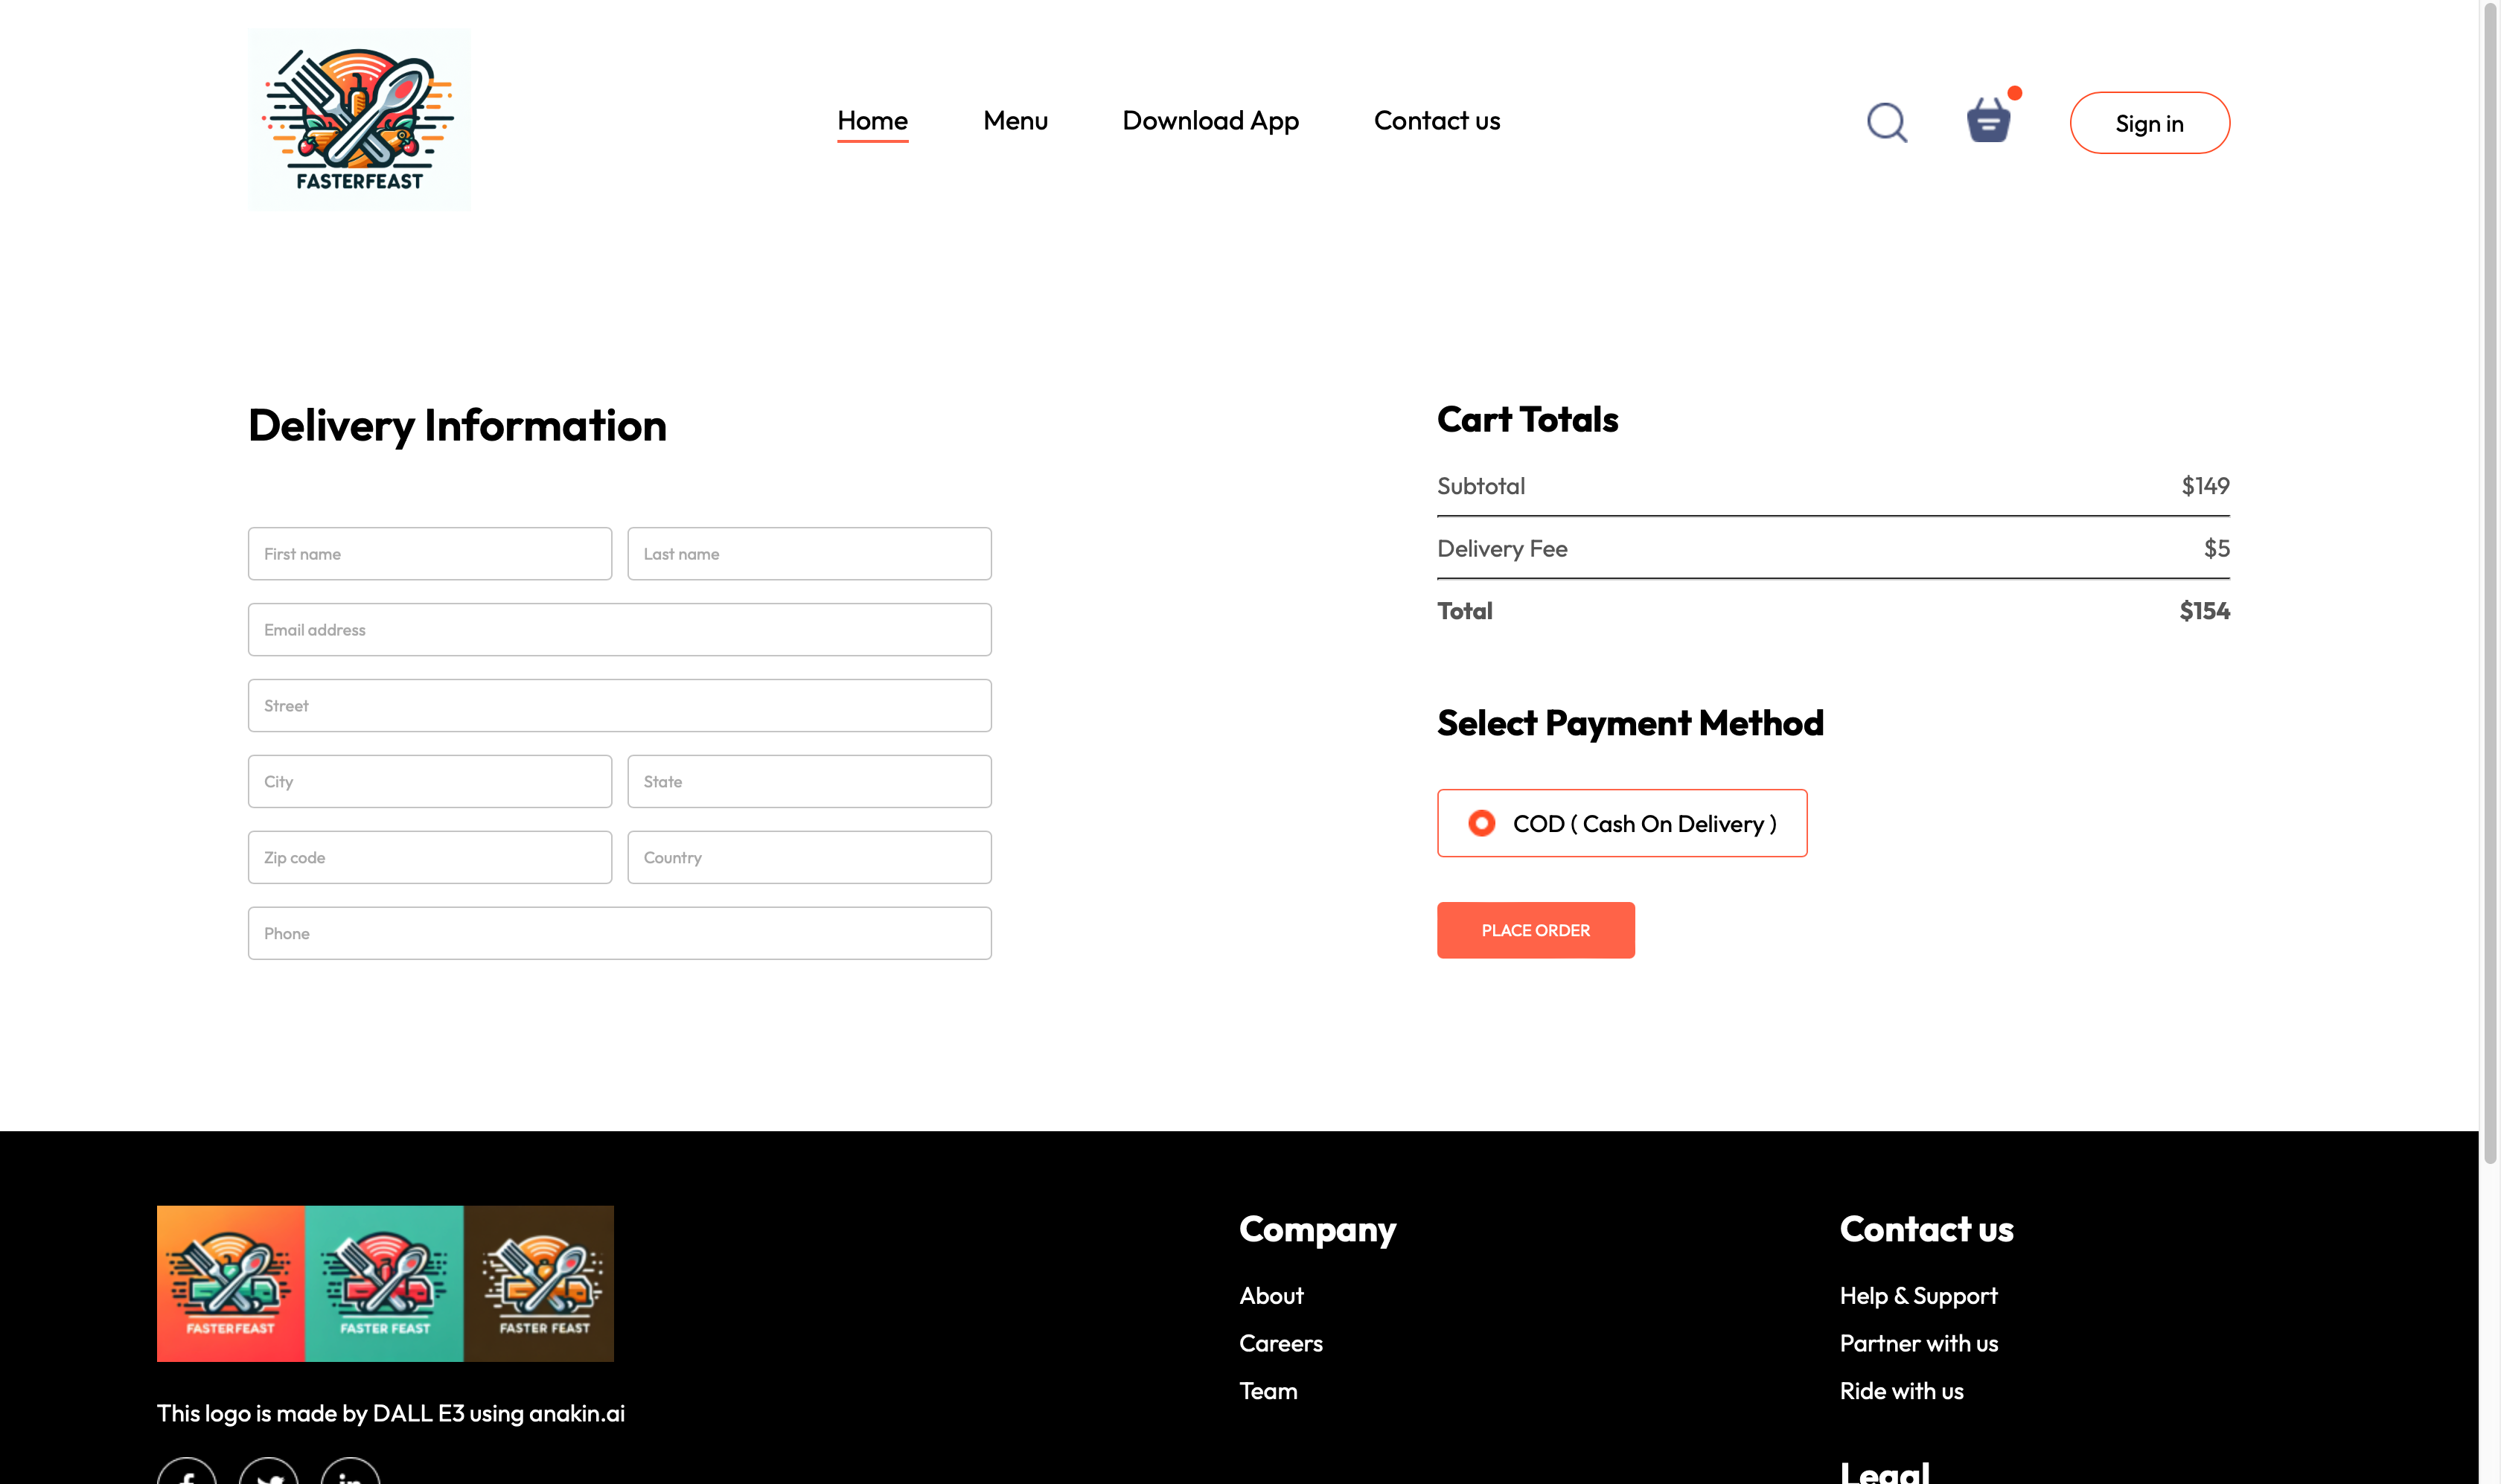 FASTERFEAST
Home Menu Download App Contact us Sign in
Delivery Information
First name Last name
Email address
Street
City State
Zip code Country
Phone
Cart Totals
Subtotal $149
Delivery Fee $5
Total $154
Select Payment Method
COD ( Cash On Delivery )
PLACE ORDER
FASTERFEAST FASTER FEAST FASTER FEAST
This logo is made by DALL E3 using anakin.ai
f in
Company
About
Careers
Team
Contact us
Help & Support
Partner with us
Ride with us
Legal